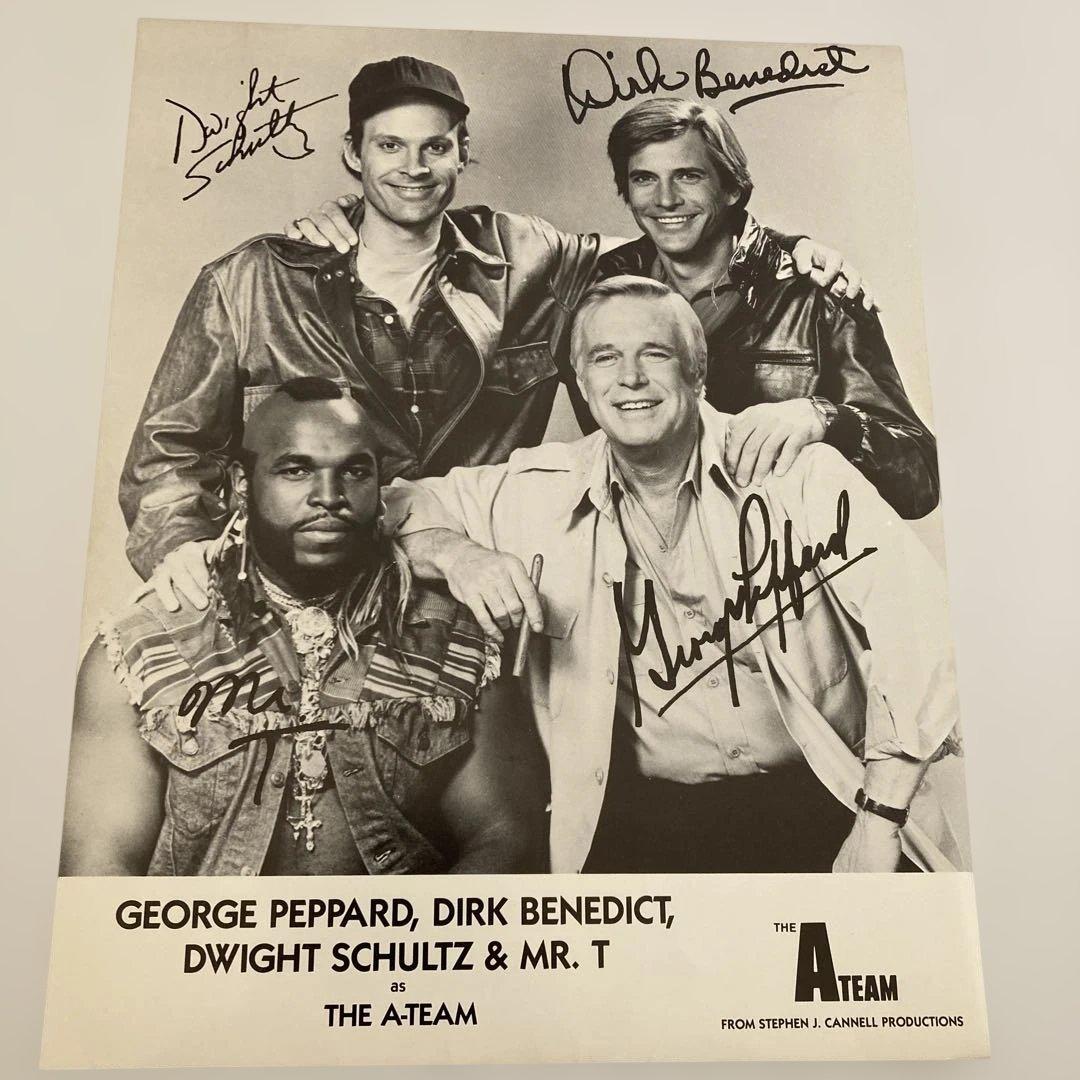 Dwight
Schultz
Dirk Benedict
George Peppard
Mr
T
GEORGE PEPPARD, DIRK BENEDICT,
DWIGHT SCHULTZ & MR. T
as
THE A-TEAM
THE
A TEAM
FROM STEPHEN J. CANNELL PRODUCTIONS